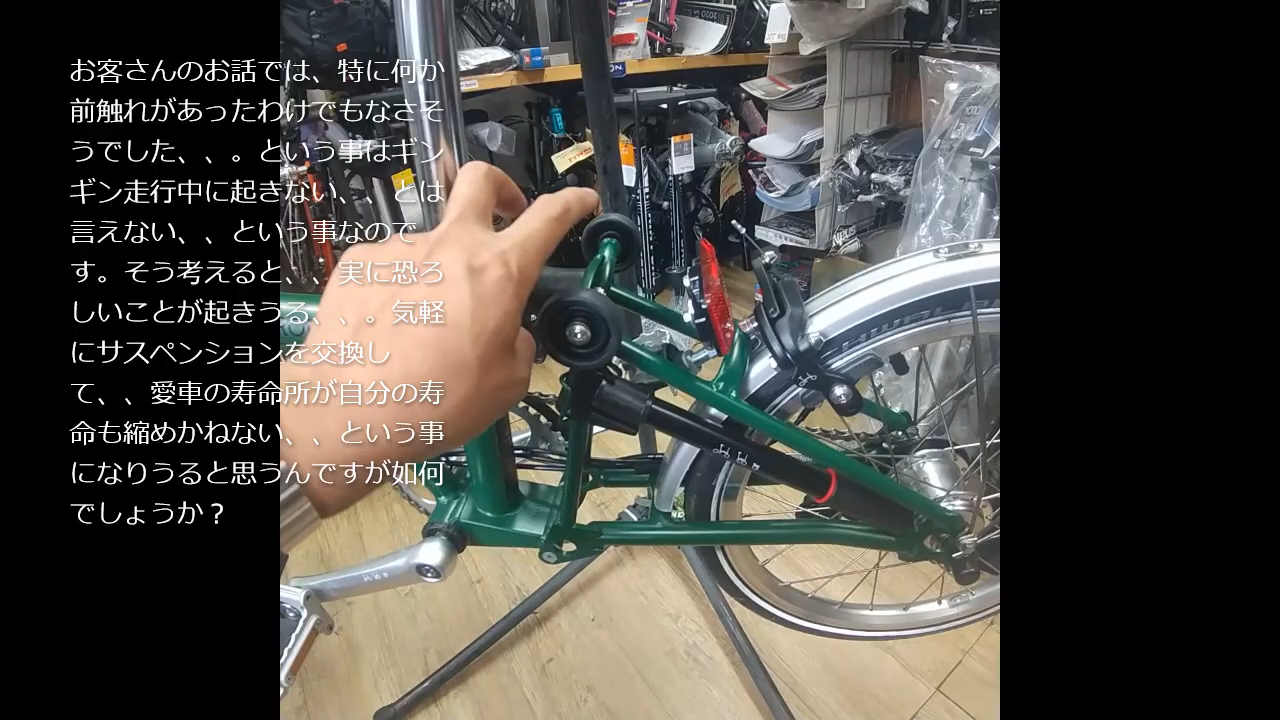 お客さんのお話では、特に何か
前触れがあったわけでもなさそ
うでした、、。という事はギン
ギン走行中に起きない、、とは
言えない、、という事なので
す。そう考えると、、実に恐ろ
しいことが起きうる、、。気軽
にサスペンションを交換し
て、、愛車の寿命所が自分の寿
命も縮めかねない、、という事
になりうると思うんですが如何
でしょうか？